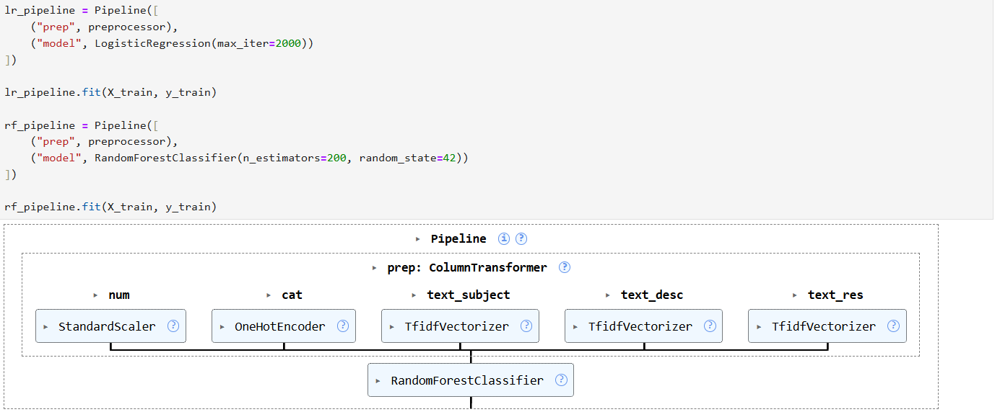 lr_pipeline = Pipeline([
    ("prep", preprocessor),
    ("model", LogisticRegression(max_iter=2000))
])

lr_pipeline.fit(X_train, y_train)

rf_pipeline = Pipeline([
    ("prep", preprocessor),
    ("model", RandomForestClassifier(n_estimators=200, random_state=42))
])

rf_pipeline.fit(X_train, y_train)
▸ Pipeline i ?
▸ prep: ColumnTransformer ?
▸ num ▸ cat ▸ text_subject ▸ text_desc ▸ text_res
▸ StandardScaler ? ▸ OneHotEncoder ? ▸ TfidfVectorizer ? ▸ TfidfVectorizer ? ▸ TfidfVectorizer ?
▸ RandomForestClassifier ?